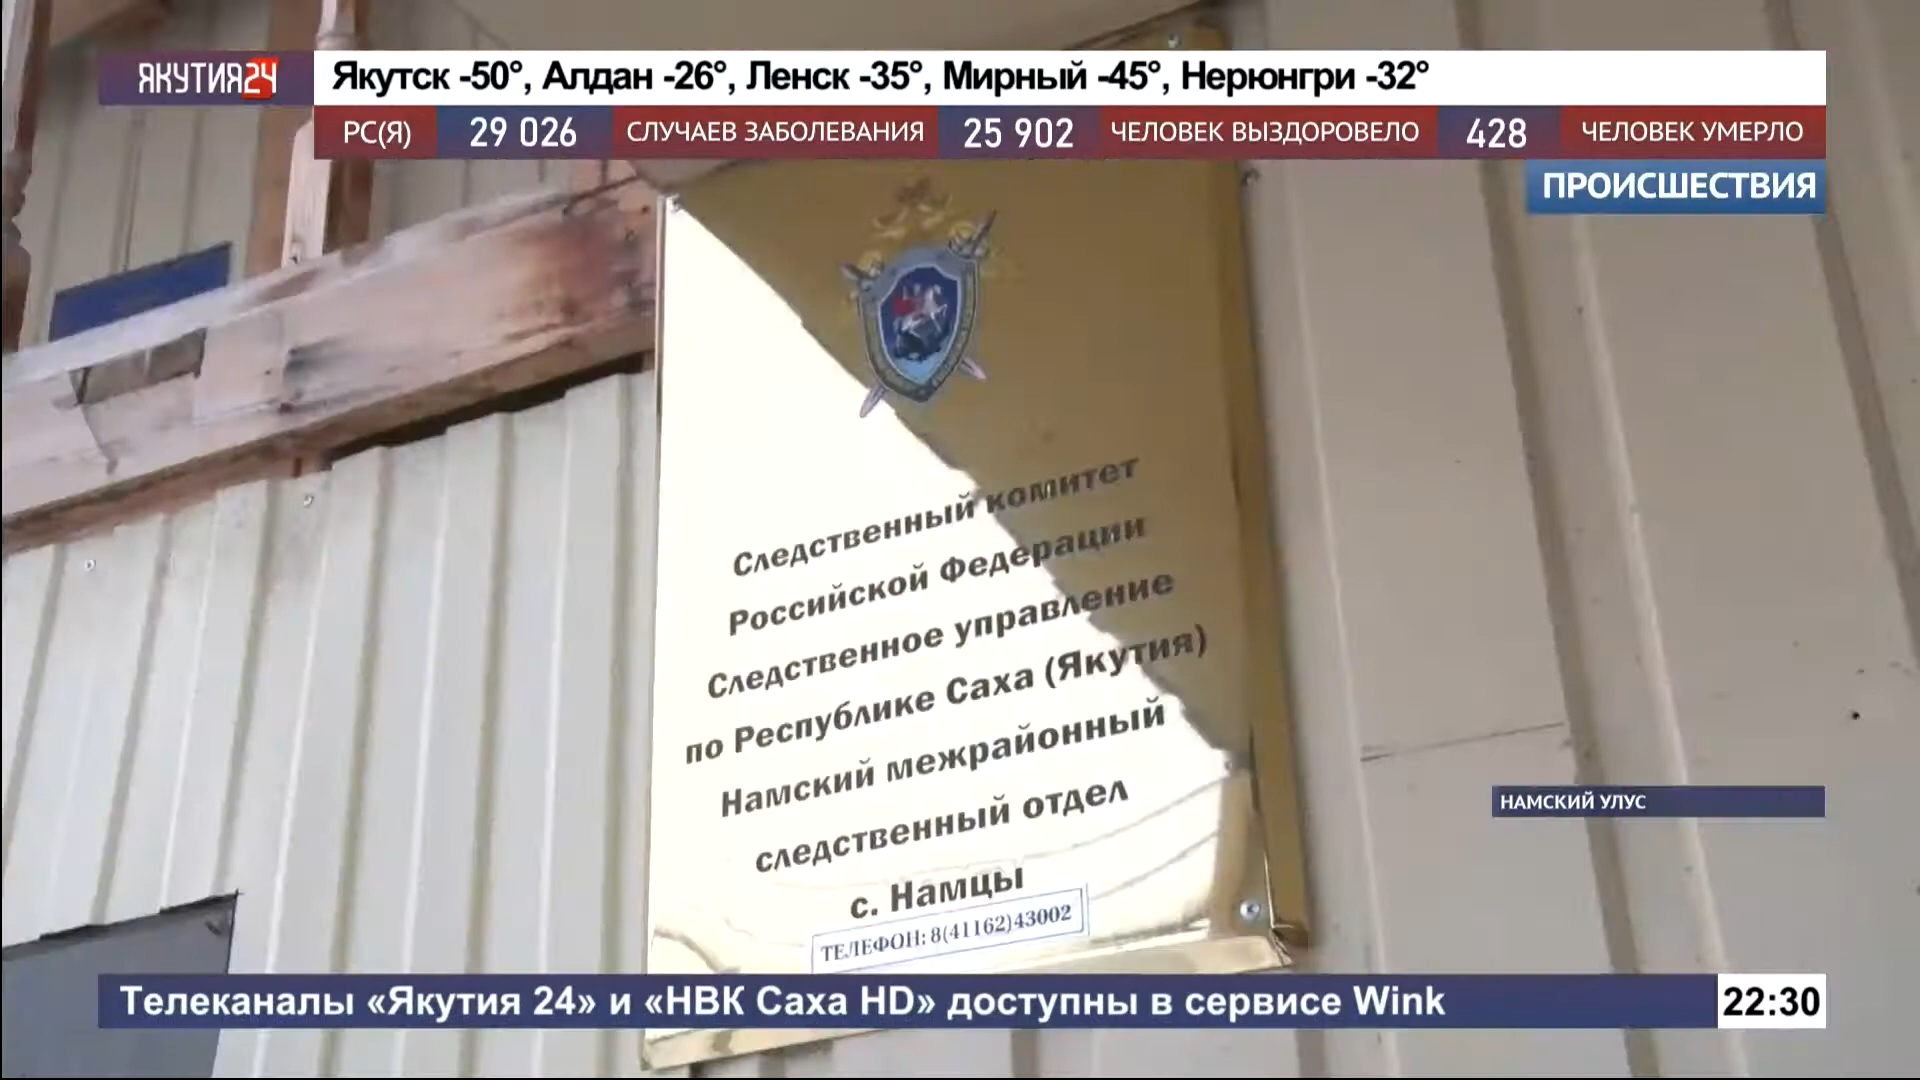 ЯКУТИЯ24
Якутск -50°, Алдан -26°, Ленск -35°, Мирный -45°, Нерюнгри -32°
РС(Я) 29 026 СЛУЧАЕВ ЗАБОЛЕВАНИЯ 25 902 ЧЕЛОВЕК ВЫЗДОРОВЕЛО 428 ЧЕЛОВЕК УМЕРЛО
ПРОИСШЕСТВИЯ
Следственный комитет
Российской Федерации
Следственное управление
по Республике Саха (Якутия)
Намский межрайонный
следственный отдел
с. Намцы
ТЕЛЕФОН: 8(41162)43002
НАМСКИЙ УЛУС
Телеканалы «Якутия 24» и «НВК Саха HD» доступны в сервисе Wink
22:30